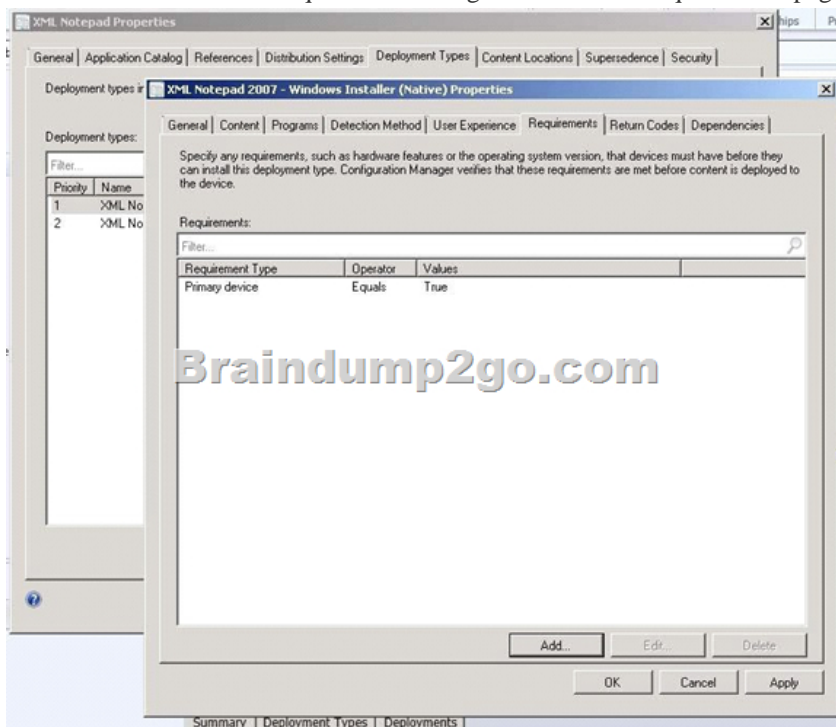 XML Notepad Properties
hips
General Application Catalog References Distribution Settings Deployment Types Content Locations Supersedence Security
Deployment types
XML Notepad 2007 - Windows Installer (Native) Properties
General Content Programs Detection Method User Experience Requirements Return Codes Dependencies
Specify any requirements, such as hardware features or the operating system version, that devices must have before they
can install this deployment type. Configuration Manager verifies that these requirements are met before content is deployed to
the device.
Deployment types:
Filter...
Priority Name
1 XML No
2 XML No
Requirements:
Filter...
Requirement Type Operator Values
Primary device Equals True
Braindump2go.com
Add... Edit... Delete
OK Cancel Apply
Summary Deployment Types Deployments